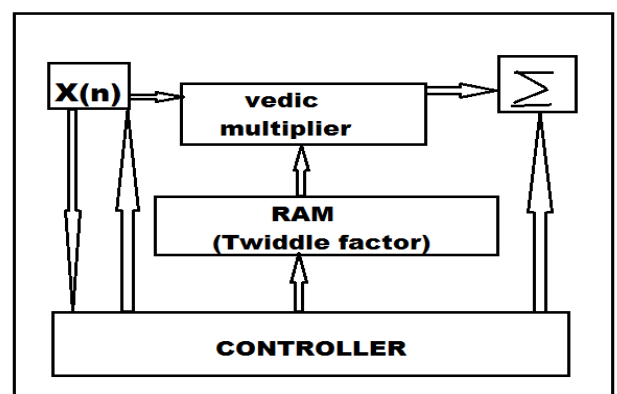 X(n)
vedic
multiplier
∑
RAM
(Twiddle factor)
CONTROLLER